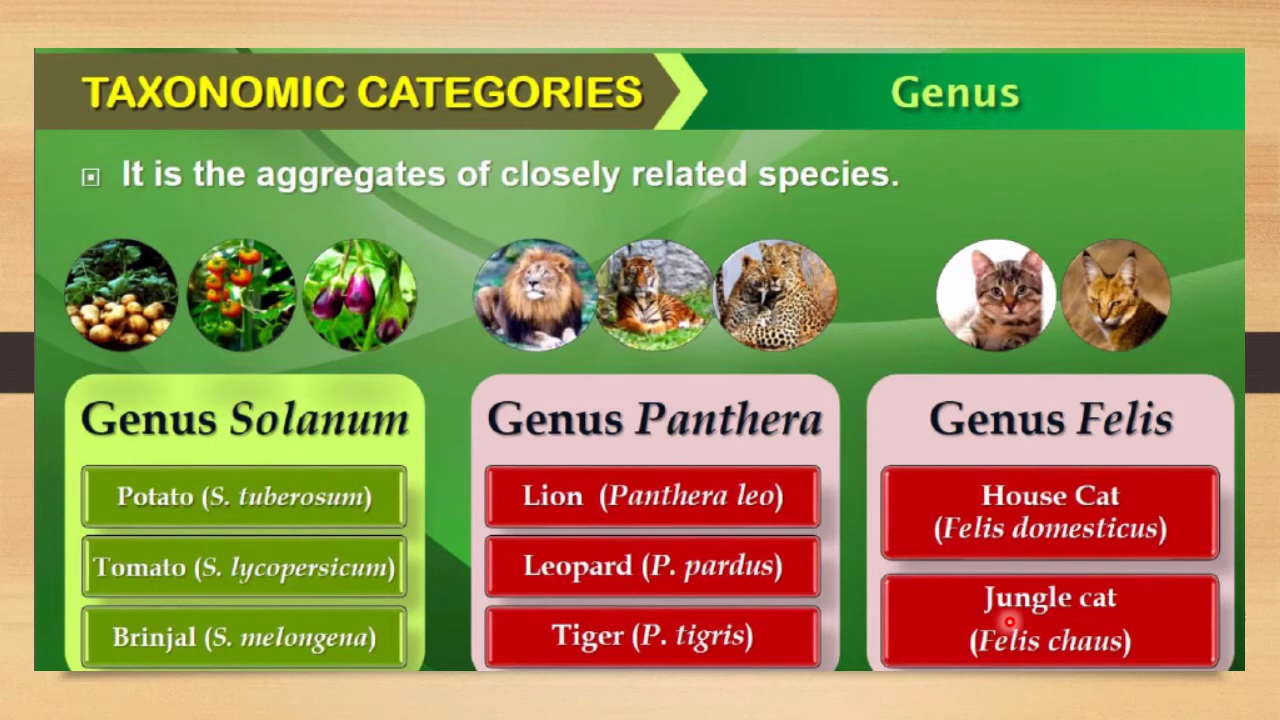 TAXONOMIC CATEGORIES
Genus
It is the aggregates of closely related species.
Genus Solanum
Potato (S. tuberosum)
Tomato (S. lycopersicum)
Brinjal (S. melongena)
Genus Panthera
Lion (Panthera leo)
Leopard (P. pardus)
Tiger (P. tigris)
Genus Felis
House Cat
(Felis domesticus)
Jungle cat
(Felis chaus)